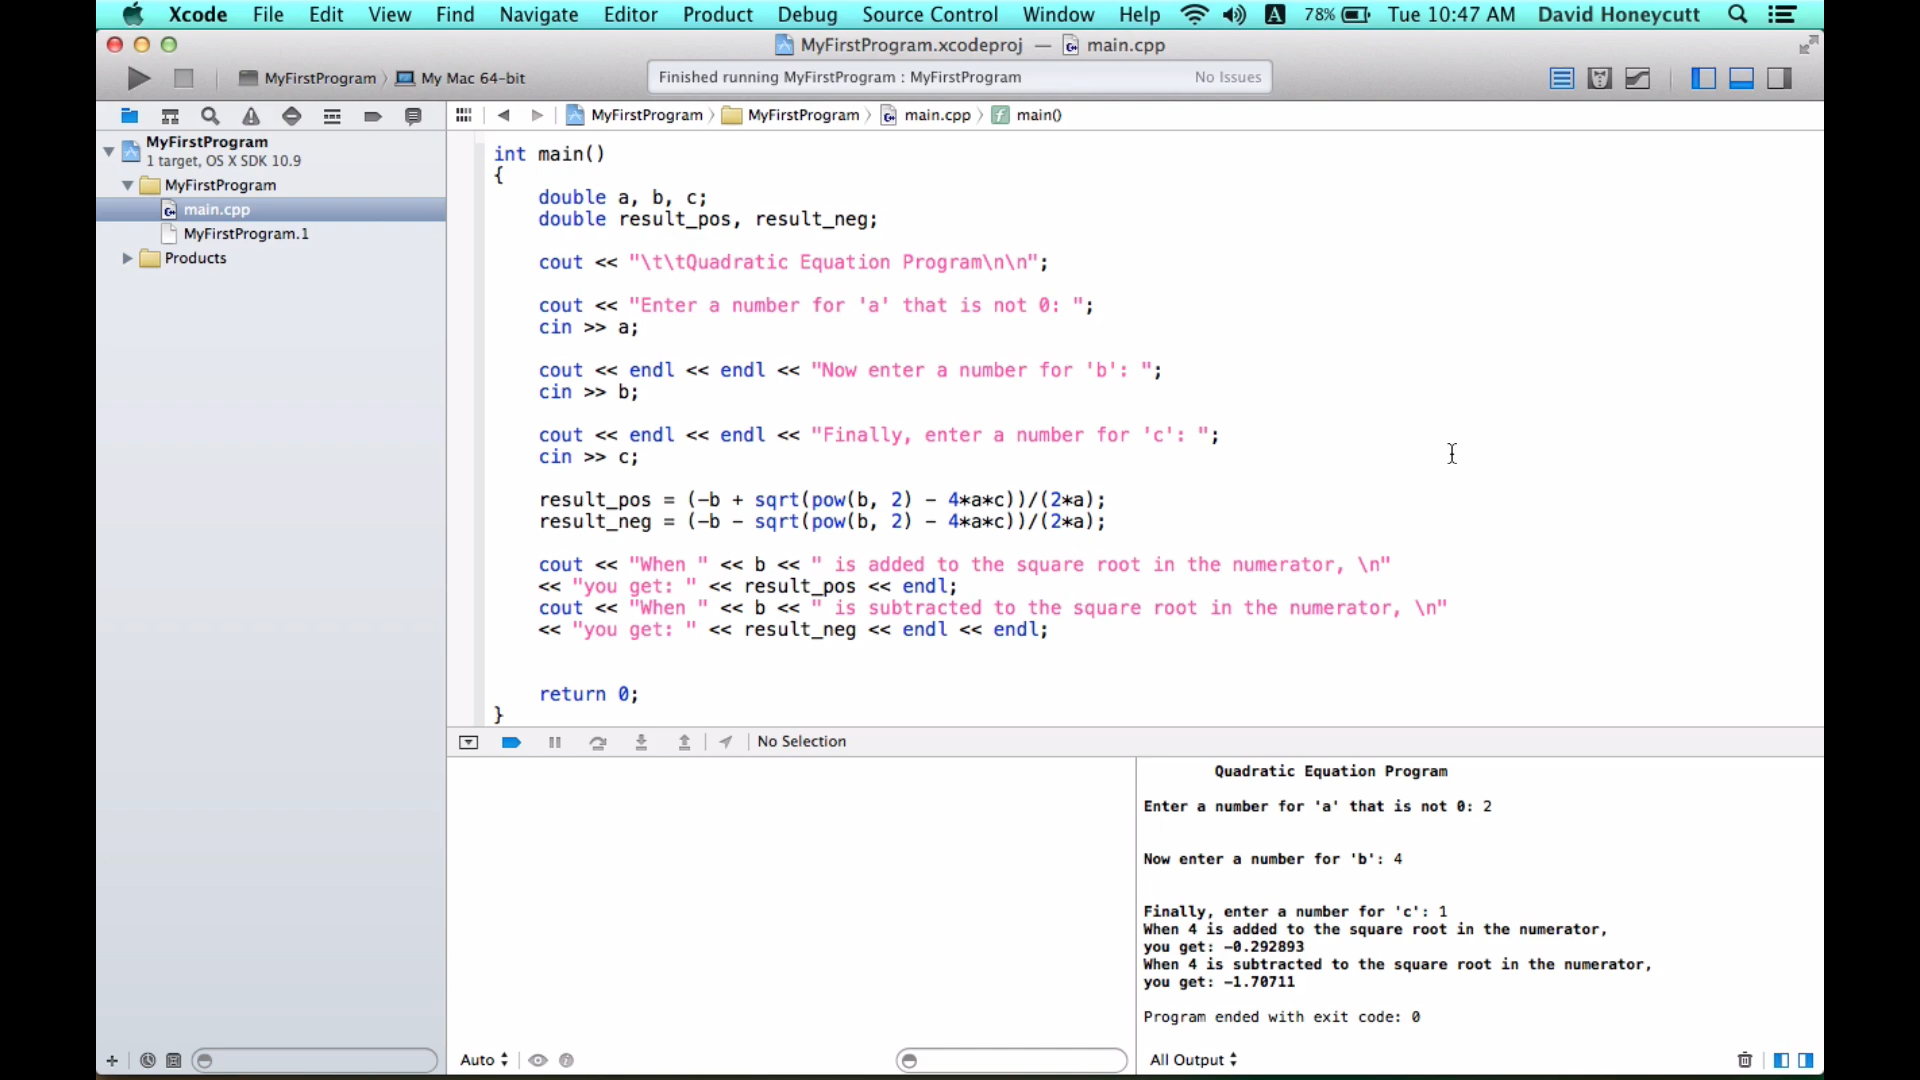 Xcode File Edit View Find Navigate Editor Product Debug Source Control Window Help A 78% Tue 10:47 AM David Honeycutt
MyFirstProgram.xcodeproj — main.cpp
MyFirstProgram My Mac 64-bit
Finished running MyFirstProgram : MyFirstProgram No Issues
MyFirstProgram MyFirstProgram main.cpp main()
MyFirstProgram
1 target, OS X SDK 10.9
MyFirstProgram
main.cpp
MyFirstProgram.1
Products
int main()
{
    double a, b, c;
    double result_pos, result_neg;
    cout << "\t\tQuadratic Equation Program\n\n";
    cout << "Enter a number for 'a' that is not 0: ";
    cin >> a;
    cout << endl << endl << "Now enter a number for 'b': ";
    cin >> b;
    cout << endl << endl << "Finally, enter a number for 'c': ";
    cin >> c;
    result_pos = (-b + sqrt(pow(b, 2) - 4*a*c))/(2*a);
    result_neg = (-b - sqrt(pow(b, 2) - 4*a*c))/(2*a);
    cout << "When " << b << " is added to the square root in the numerator, \n"
    << "you get: " << result_pos << endl;
    cout << "When " << b << " is subtracted to the square root in the numerator, \n"
    << "you get: " << result_neg << endl << endl;
    return 0;
}
No Selection
Quadratic Equation Program
Enter a number for 'a' that is not 0: 2
Now enter a number for 'b': 4
Finally, enter a number for 'c': 1
When 4 is added to the square root in the numerator,
you get: -0.292893
When 4 is subtracted to the square root in the numerator,
you get: -1.70711
Program ended with exit code: 0
Auto
All Output